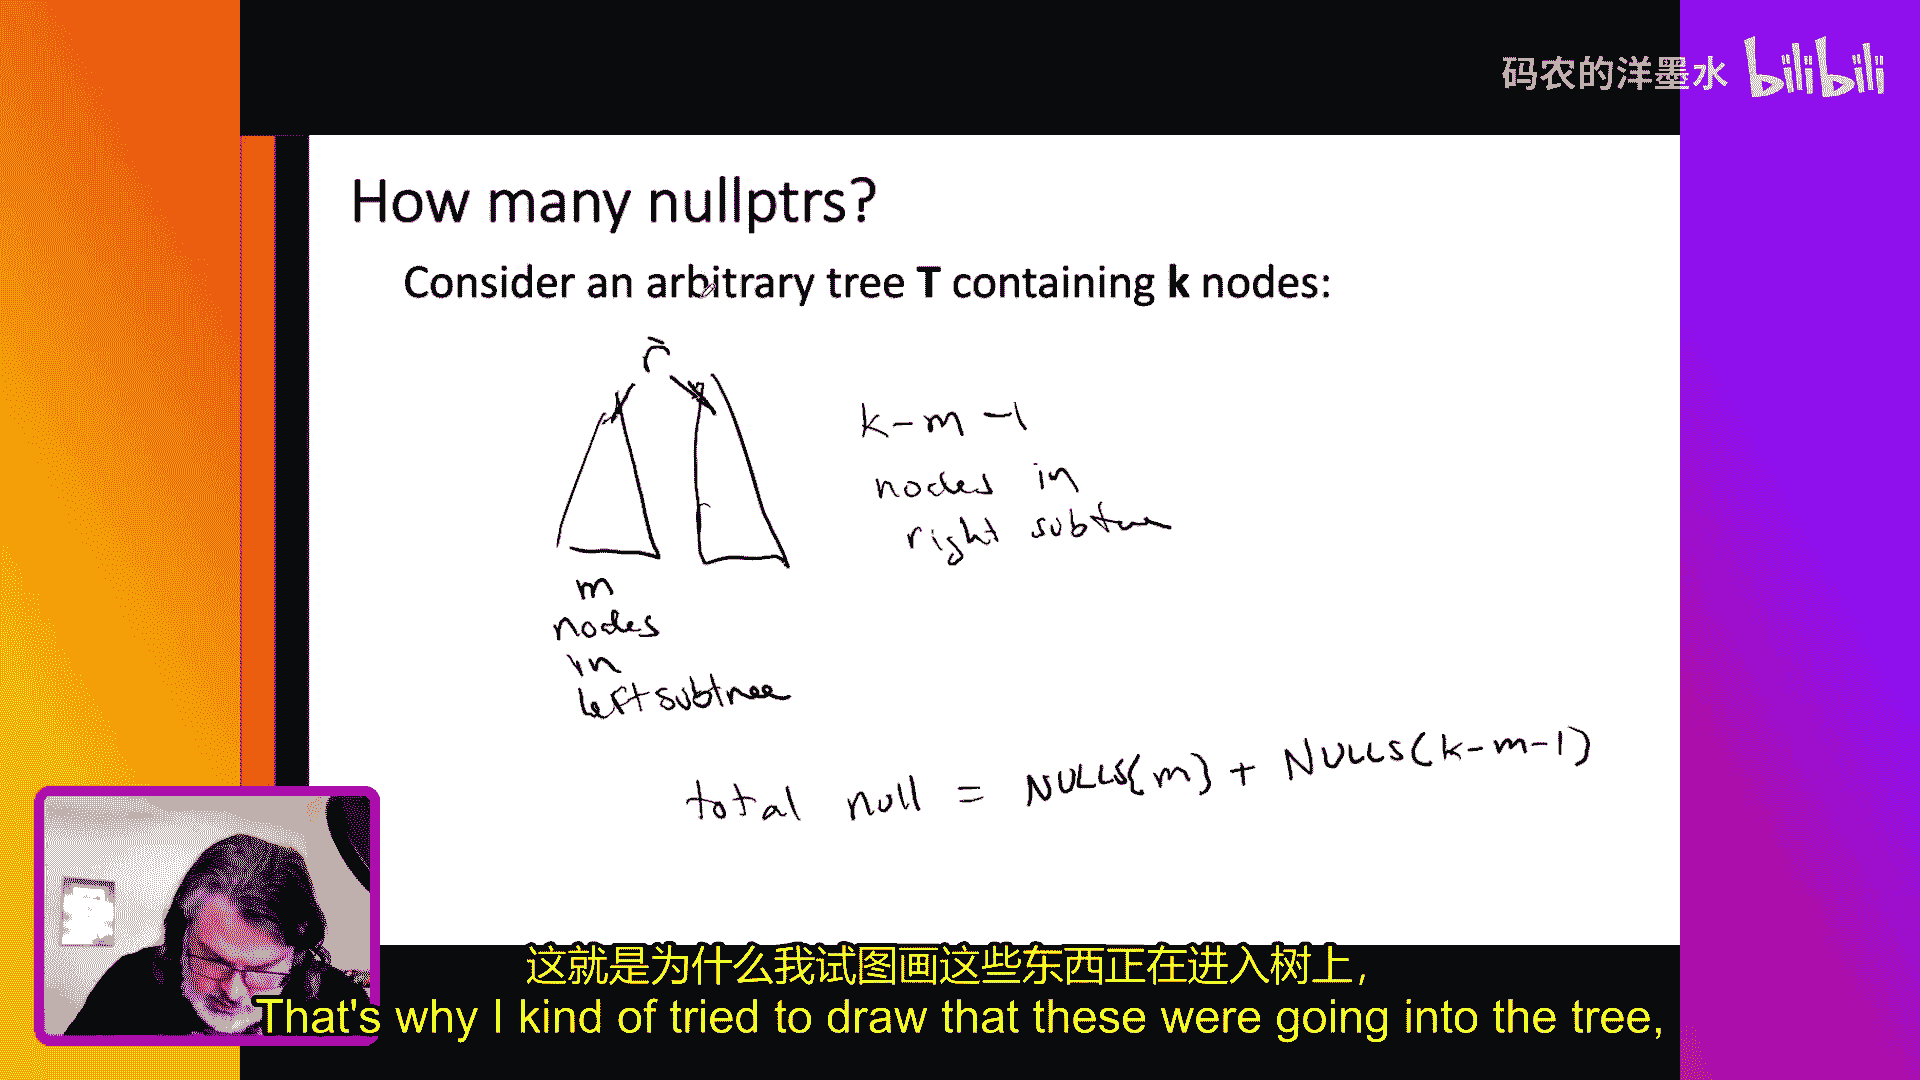 码农的洋墨水 bilibili
How many nullptrs?
Consider an arbitrary tree T containing k nodes:
r
k-m-1
nodes in
right subtree
m
nodes
in
left subtree
total null = NULLS(m) + NULLS(k-m-1)
这就是为什么我试图画这些东西正在进入树上，
That's why I kind of tried to draw that these were going into the tree,